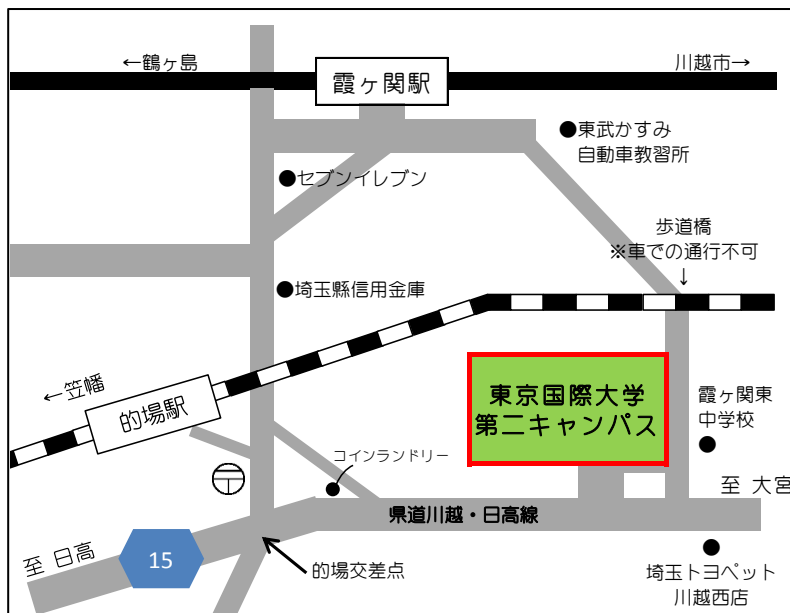 ←鶴ヶ島
川越市→
霞ヶ関駅
●東武かすみ
自動車教習所
●セブンイレブン
歩道橋
※車での通行不可
↓
●埼玉縣信用金庫
←笠幡
的場駅
東京国際大学
第二キャンパス
霞ヶ関東
中学校
コインランドリー
至 大宮
県道川越・日高線
至 日高
15
的場交差点
埼玉トヨペット
川越西店